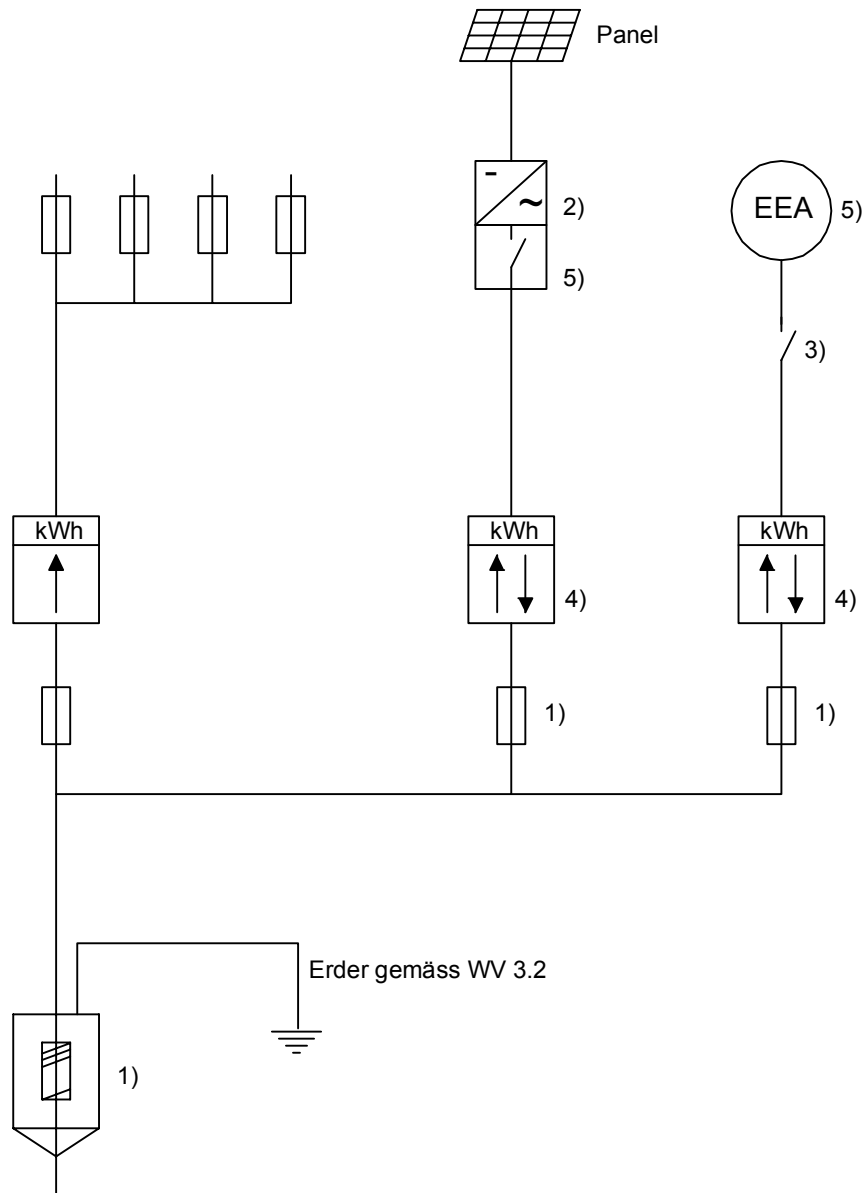 Panel
-
~
2)
EEA
5)
5)
3)
kWh
kWh
kWh
4)
4)
1)
1)
Erder gemäss WV 3.2
1)